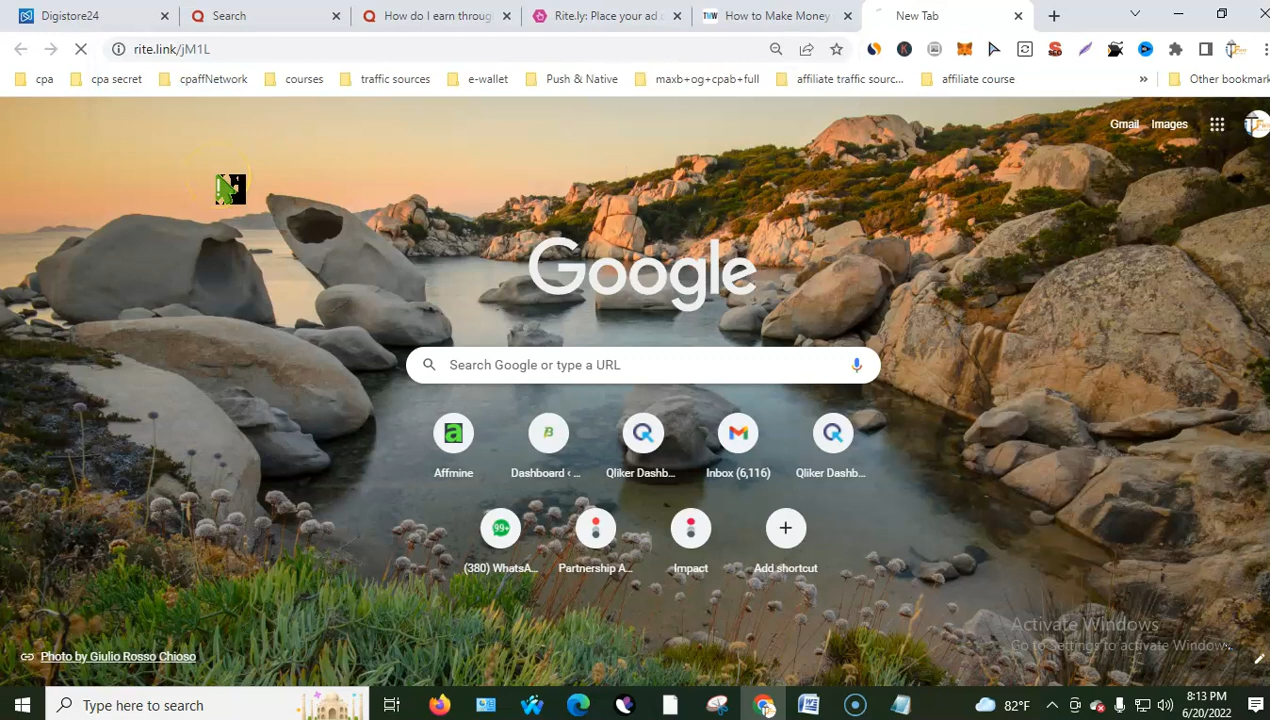 Digistore24
Search
How do I earn throug
Rite.ly: Place your ad
How to Make Money
New Tab
rite.link/jM1L
cpa
cpa secret
cpaffNetwork
courses
traffic sources
e-wallet
Push & Native
maxb+og+cpab+full
affiliate traffic sourc...
affiliate course
»
Other bookmark
Gmail
Images
Google
Search Google or type a URL
Affmine
Dashboard ‹ ...
Qliker Dashb...
Inbox (6,116)
Qliker Dashb...
99+
(380) WhatsA...
Partnership A...
Impact
Add shortcut
Activate Windows
Go to Settings to activate Windows.
Photo by Giulio Rosso Chioso
Type here to search
82°F
8:13 PM
6/20/2022